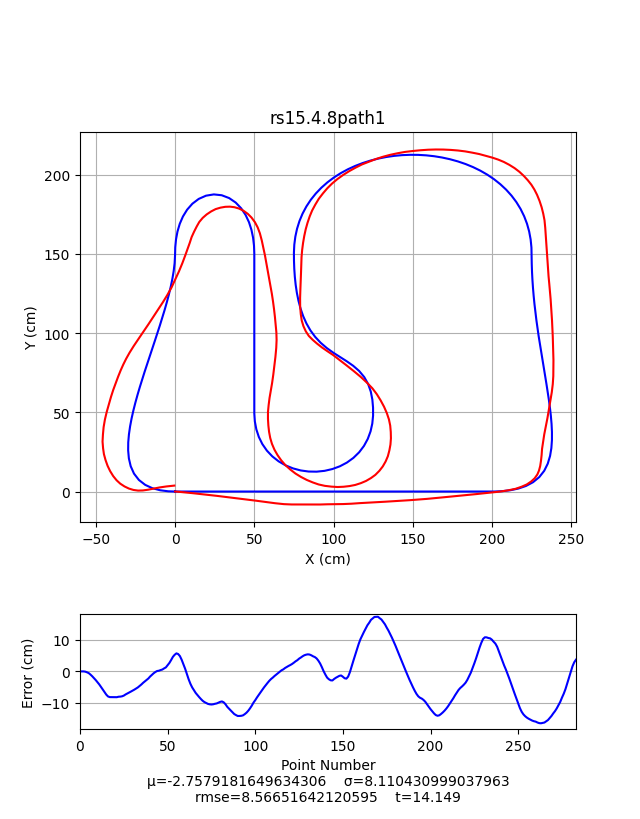 rs15.4.8path1
200
150
100
50
0
Y (cm)
−50 0 50 100 150 200 250
X (cm)
10
0
−10
Error (cm)
0 50 100 150 200 250
Point Number
μ=-2.7579181649634306 σ=8.110430999037963
rmse=8.56651642120595 t=14.149